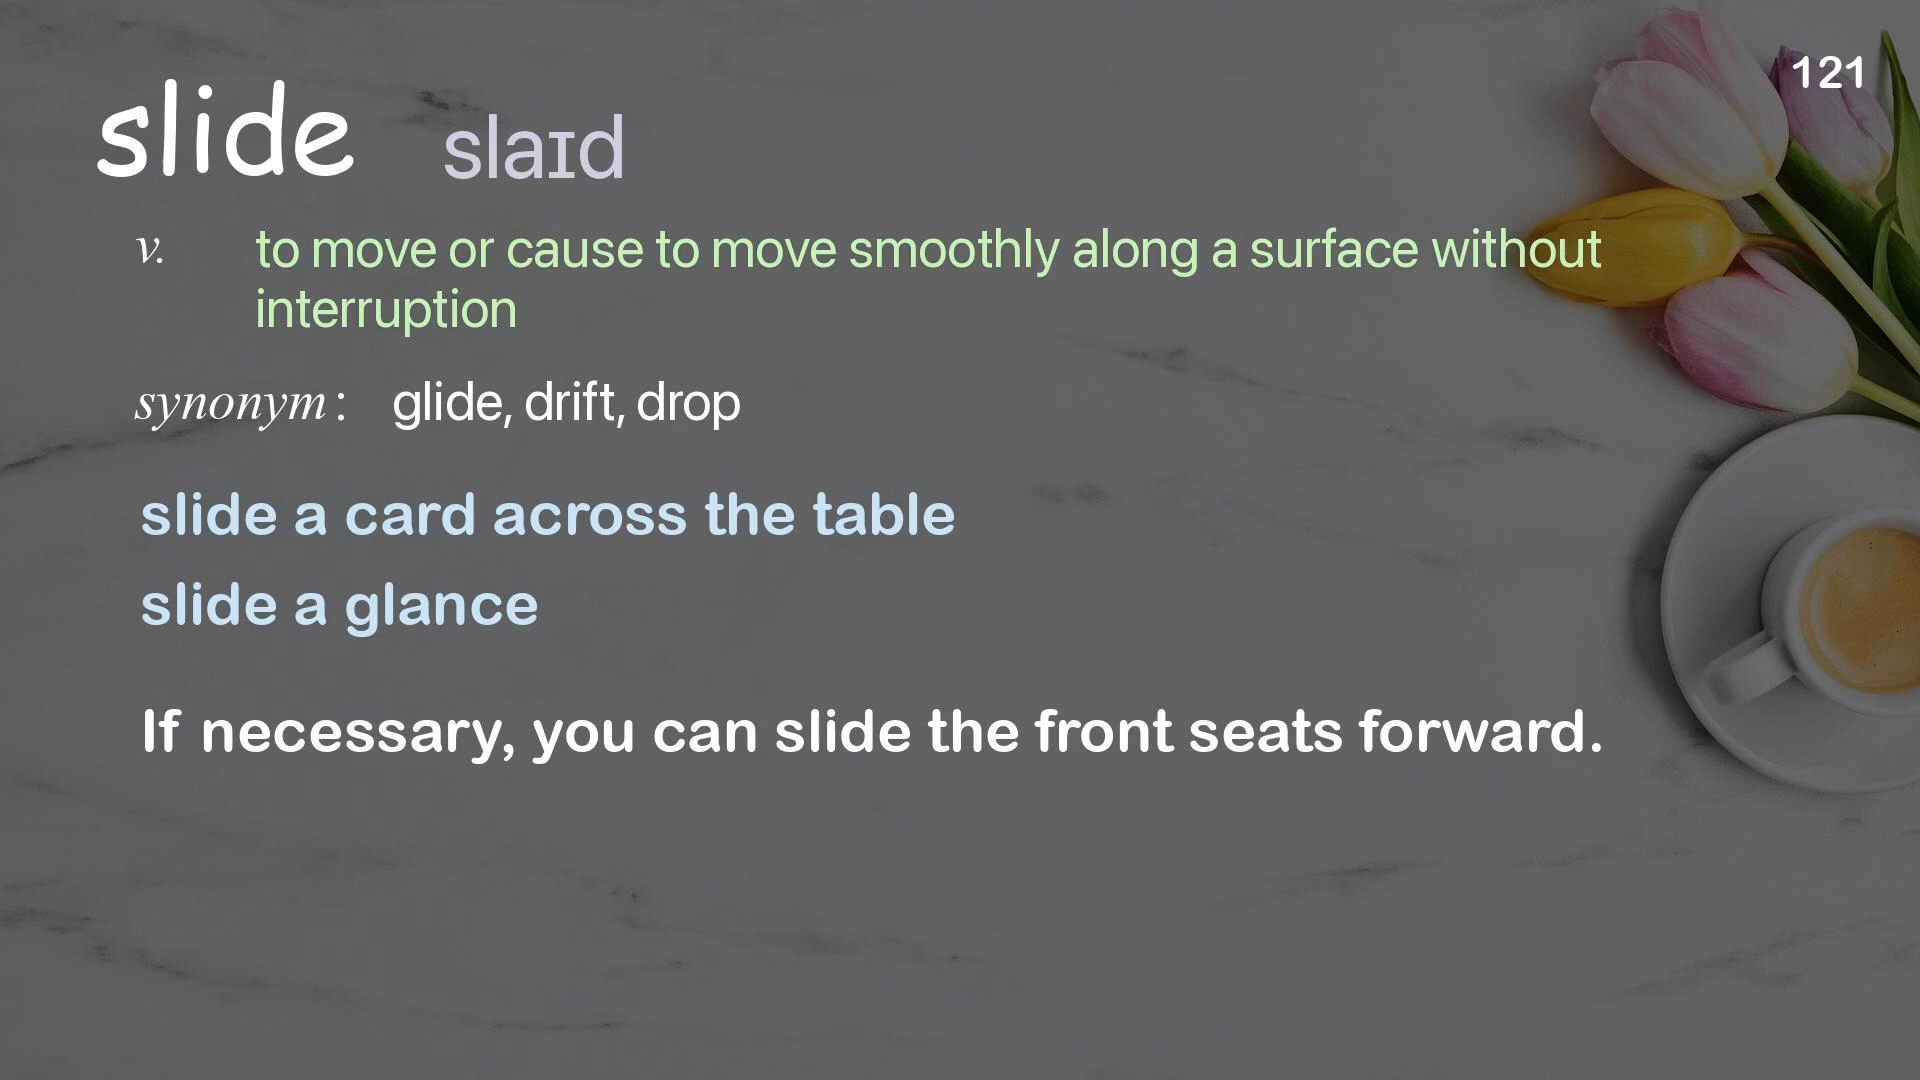 121
slide slaɪd
v. to move or cause to move smoothly along a surface without
interruption
synonym: glide, drift, drop
slide a card across the table
slide a glance
If necessary, you can slide the front seats forward.